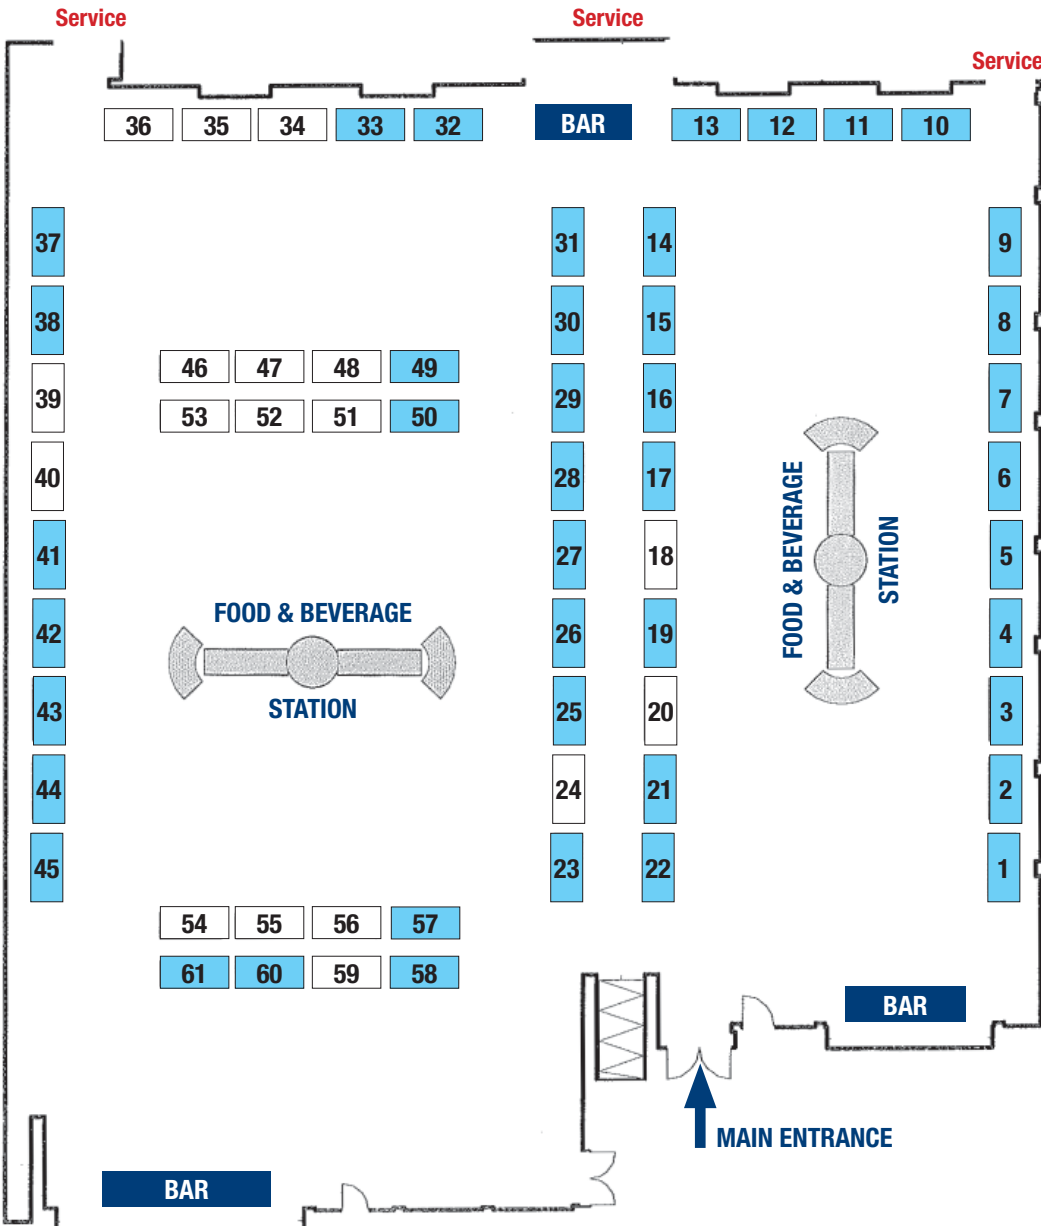 Service
Service
Service
36 35 34 33 32 BAR 13 12 11 10
37 31 14 9
38 30 15 8
46 47 48 49
39 29 16 7
53 52 51 50
40 28 17 6
41 27 18 5
FOOD & BEVERAGE
STATION
42 26 19 4
FOOD & BEVERAGE
STATION
43 25 20 3
44 24 21 2
45 23 22 1
54 55 56 57
61 60 59 58
BAR
MAIN ENTRANCE
BAR